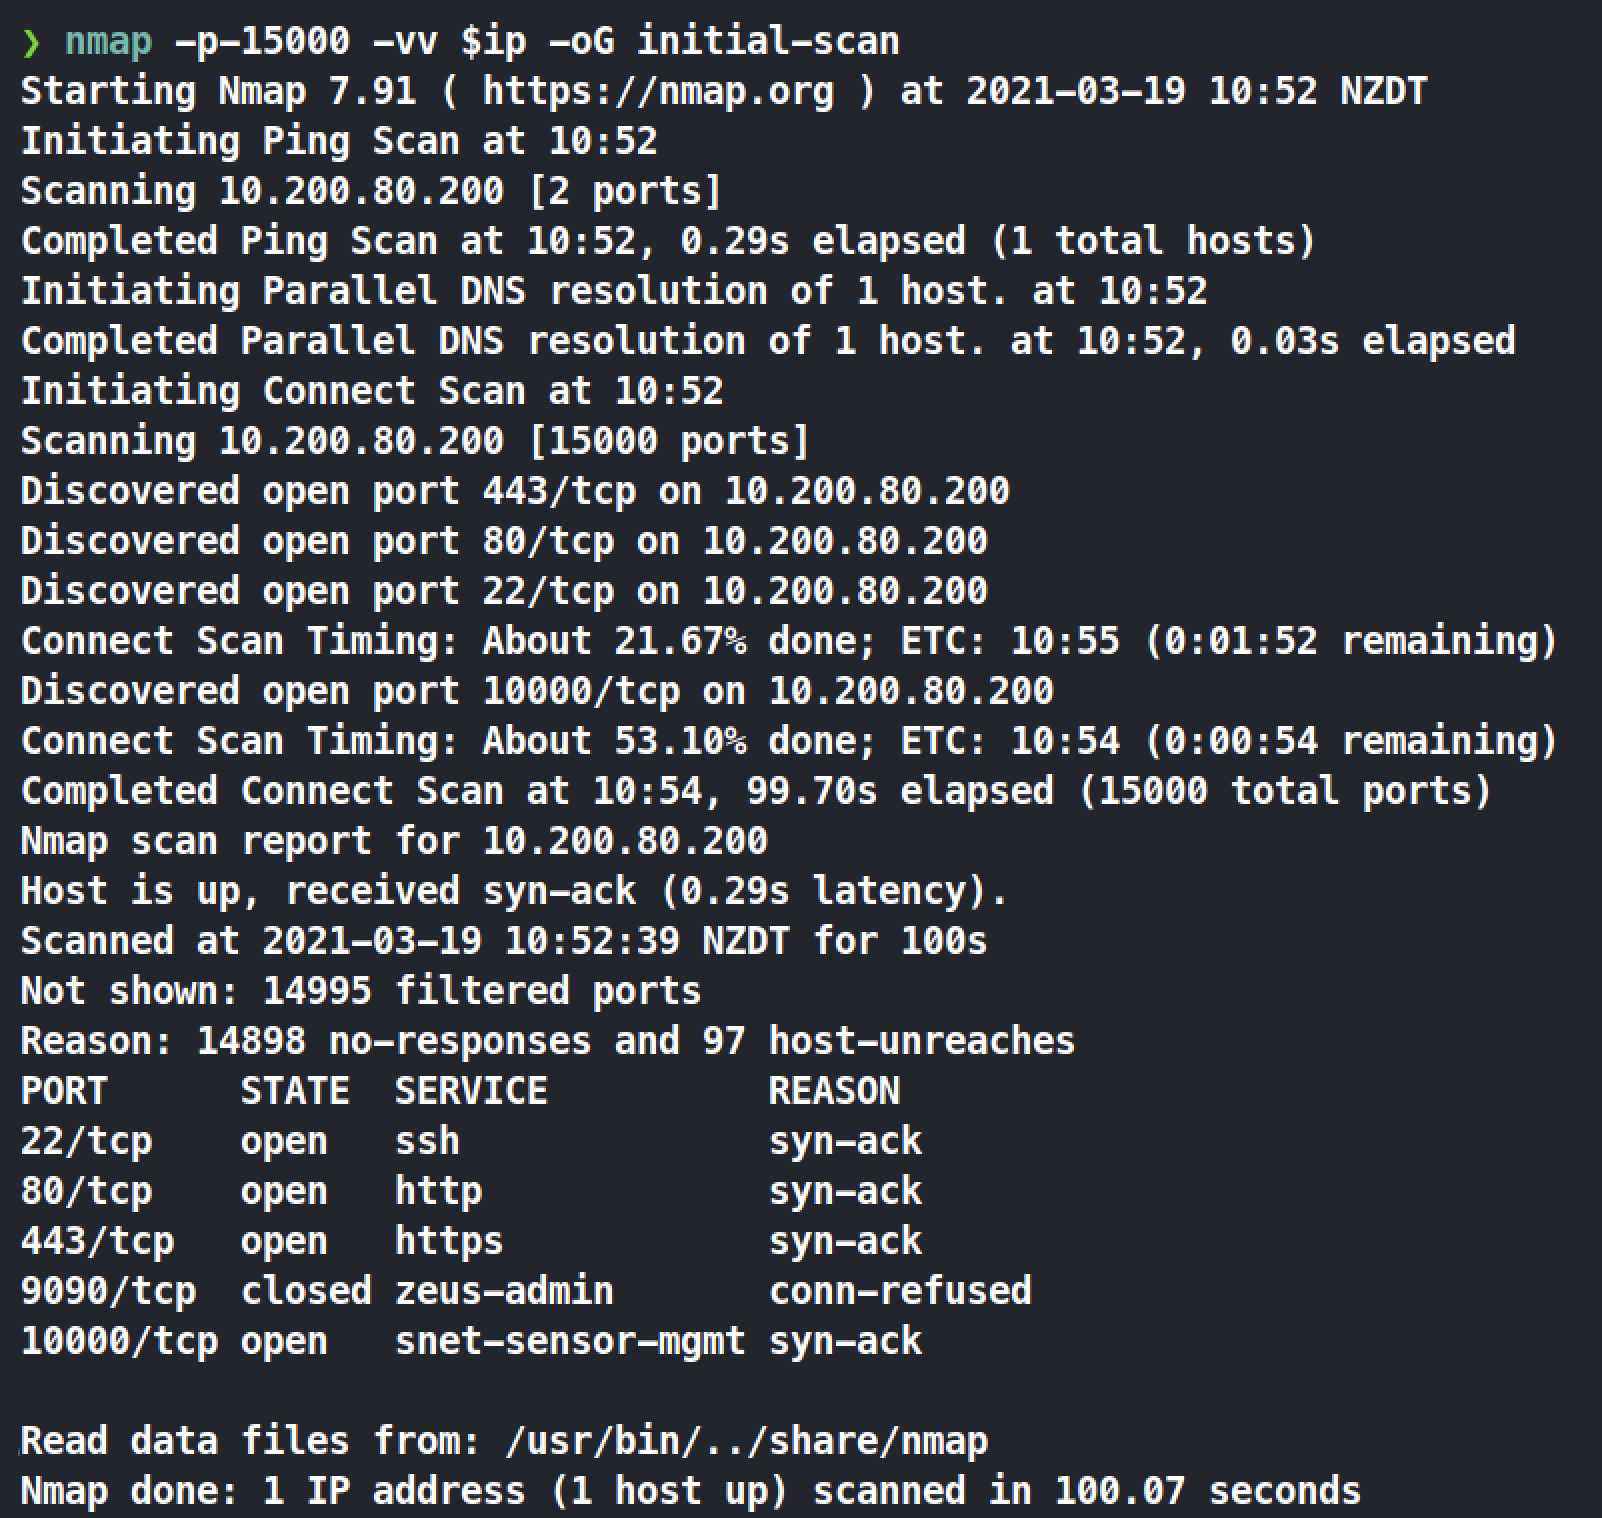 ❯ nmap -p-15000 -vv $ip -oG initial-scan
Starting Nmap 7.91 ( https://nmap.org ) at 2021-03-19 10:52 NZDT
Initiating Ping Scan at 10:52
Scanning 10.200.80.200 [2 ports]
Completed Ping Scan at 10:52, 0.29s elapsed (1 total hosts)
Initiating Parallel DNS resolution of 1 host. at 10:52
Completed Parallel DNS resolution of 1 host. at 10:52, 0.03s elapsed
Initiating Connect Scan at 10:52
Scanning 10.200.80.200 [15000 ports]
Discovered open port 443/tcp on 10.200.80.200
Discovered open port 80/tcp on 10.200.80.200
Discovered open port 22/tcp on 10.200.80.200
Connect Scan Timing: About 21.67% done; ETC: 10:55 (0:01:52 remaining)
Discovered open port 10000/tcp on 10.200.80.200
Connect Scan Timing: About 53.10% done; ETC: 10:54 (0:00:54 remaining)
Completed Connect Scan at 10:54, 99.70s elapsed (15000 total ports)
Nmap scan report for 10.200.80.200
Host is up, received syn-ack (0.29s latency).
Scanned at 2021-03-19 10:52:39 NZDT for 100s
Not shown: 14995 filtered ports
Reason: 14898 no-responses and 97 host-unreaches
PORT      STATE  SERVICE          REASON
22/tcp    open   ssh              syn-ack
80/tcp    open   http             syn-ack
443/tcp   open   https            syn-ack
9090/tcp  closed zeus-admin       conn-refused
10000/tcp open   snet-sensor-mgmt syn-ack
Read data files from: /usr/bin/../share/nmap
Nmap done: 1 IP address (1 host up) scanned in 100.07 seconds